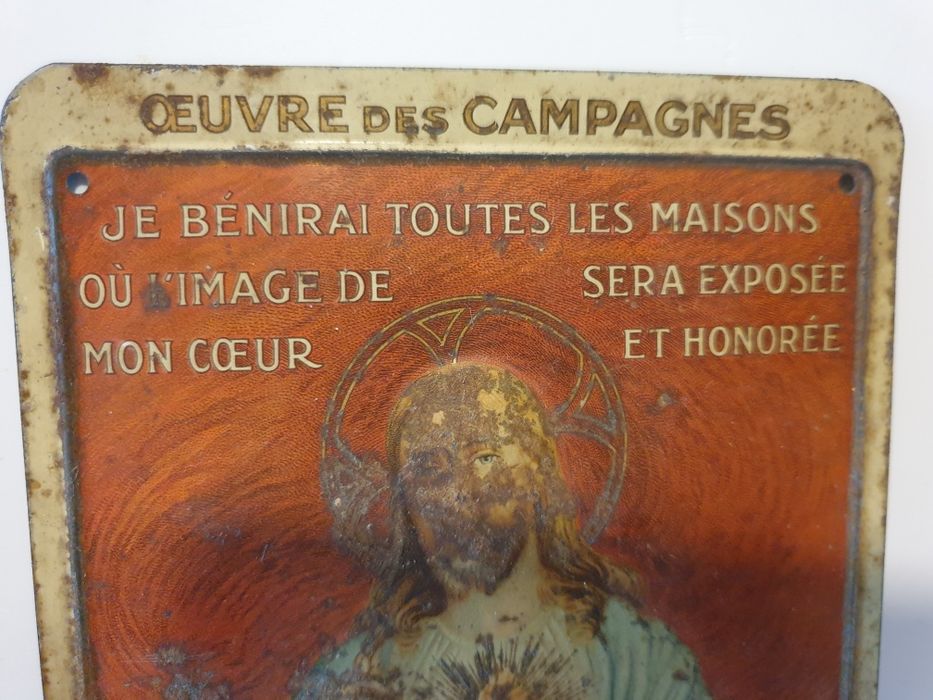 ŒUVRE DES CAMPAGNES
JE BÉNIRAI TOUTES LES MAISONS
OÙ L'IMAGE DE SERA EXPOSÉE
MON CŒUR ET HONORÉE